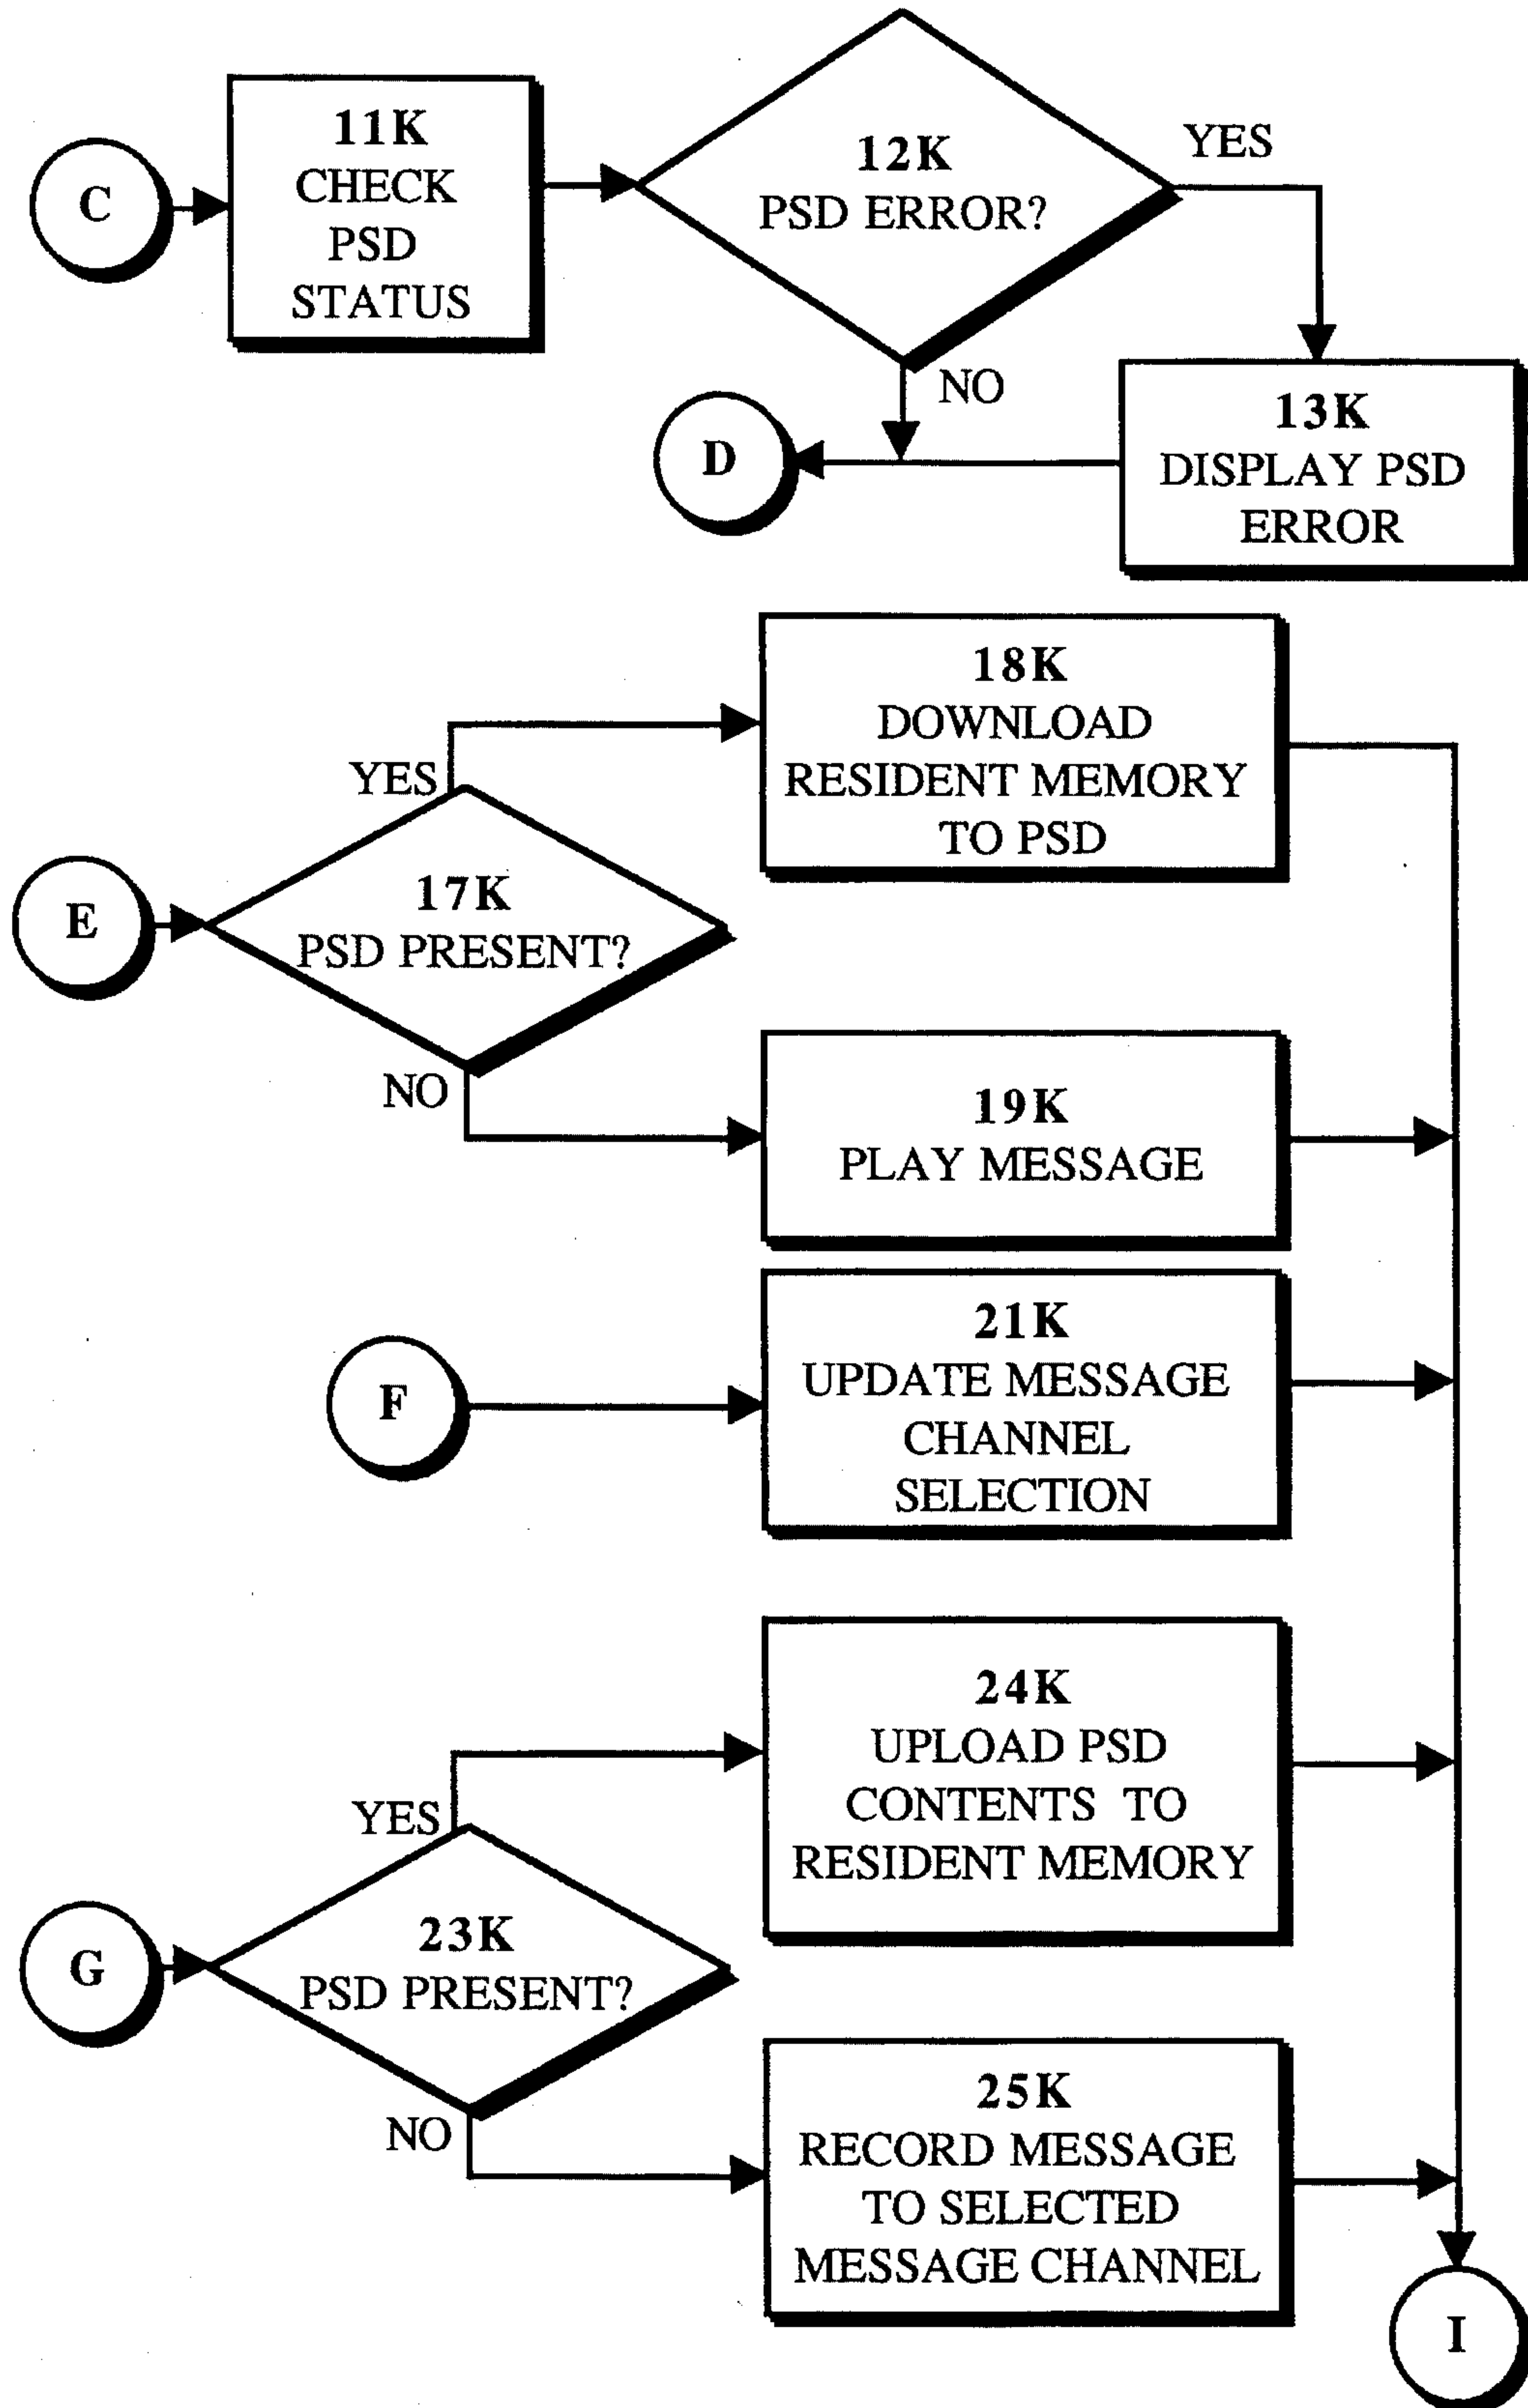 C
11K
CHECK
PSD
STATUS
12K
PSD ERROR?
YES
NO
D
13K
DISPLAY PSD
ERROR
18K
DOWNLOAD
RESIDENT MEMORY
TO PSD
YES
E
17K
PSD PRESENT?
NO
19K
PLAY MESSAGE
F
21K
UPDATE MESSAGE
CHANNEL
SELECTION
24K
UPLOAD PSD
CONTENTS TO
RESIDENT MEMORY
YES
G
23K
PSD PRESENT?
NO
25K
RECORD MESSAGE
TO SELECTED
MESSAGE CHANNEL
I